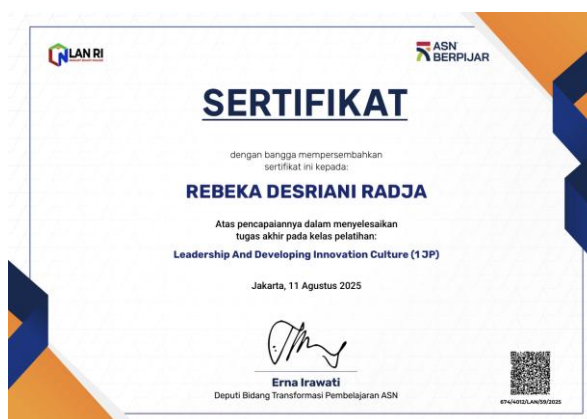 LAN RI
ASN
BERPIJAR
SERTIFIKAT
dengan bangga mempersembahkan
sertifikat ini kepada:
REBEKA DESRIANI RADJA
Atas pencapaiannya dalam menyelesaikan
tugas akhir pada kelas pelatihan:
Leadership And Developing Innovation Culture (1 JP)
Jakarta, 11 Agustus 2025
Erna Irawati
Deputi Bidang Transformasi Pembelajaran ASN
674/4012/LAN/59/2025